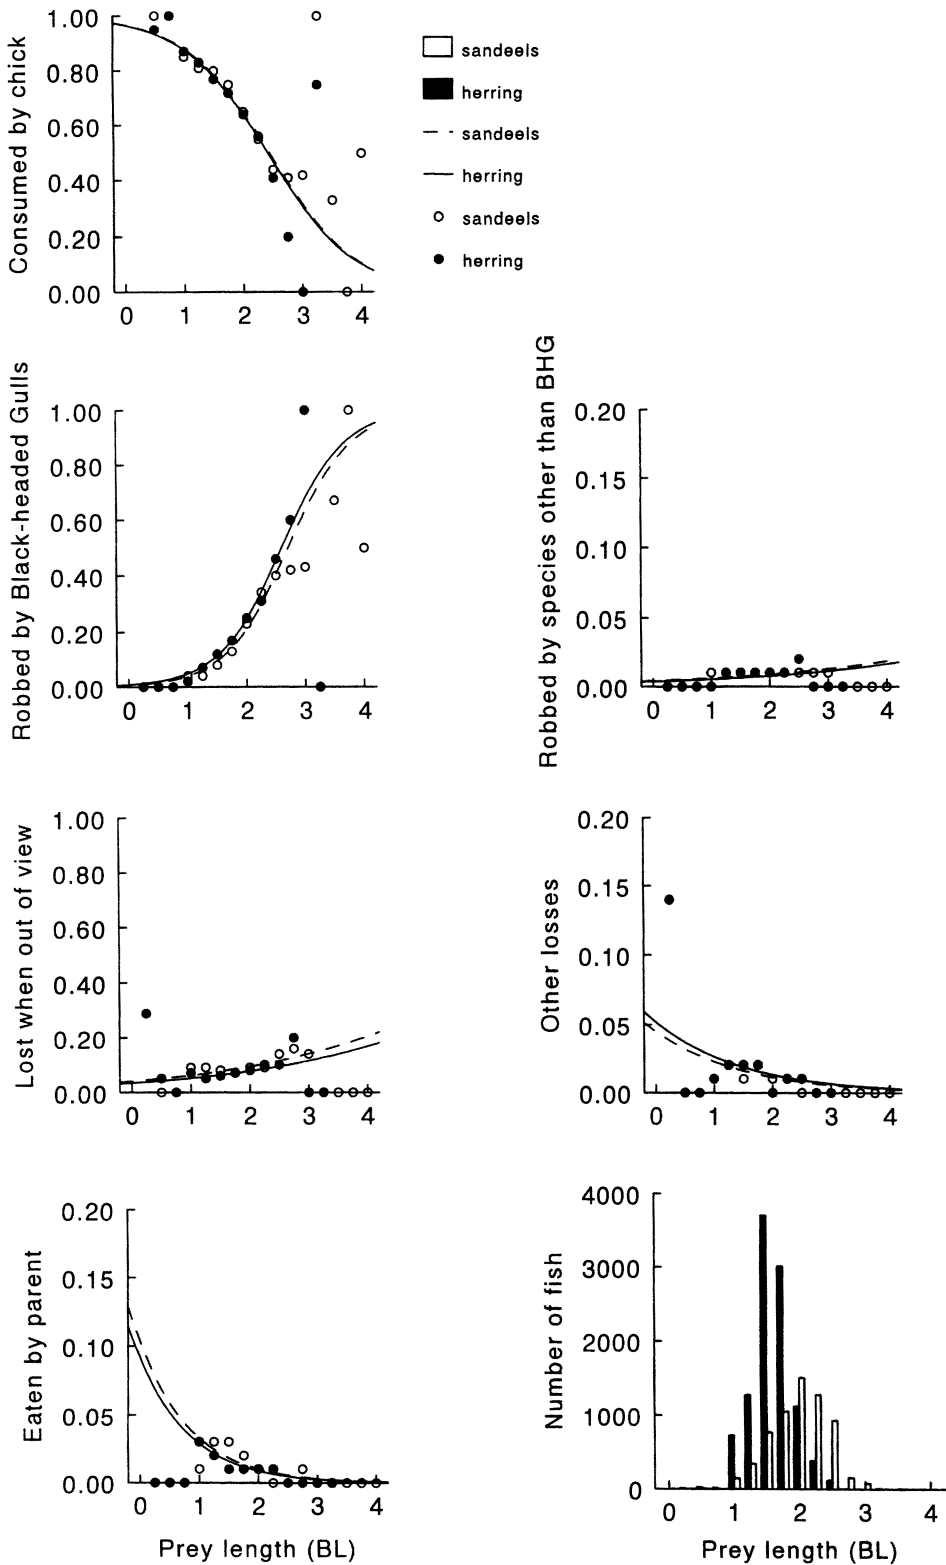 Consumed by chick
1.00
0.80
0.60
0.40
0.20
0.00
0 1 2 3 4
sandeels
herring
sandeels
herring
sandeels
herring
Robbed by Black-headed Gulls
1.00
0.80
0.60
0.40
0.20
0.00
0 1 2 3 4
Robbed by species other than BHG
0.20
0.15
0.10
0.05
0.00
0 1 2 3 4
Lost when out of view
1.00
0.80
0.60
0.40
0.20
0.00
0 1 2 3 4
Other losses
0.20
0.15
0.10
0.05
0.00
0 1 2 3 4
Eaten by parent
0.20
0.15
0.10
0.05
0.00
0 1 2 3 4
Prey length (BL)
Number of fish
4000
3000
2000
1000
0
0 1 2 3 4
Prey length (BL)